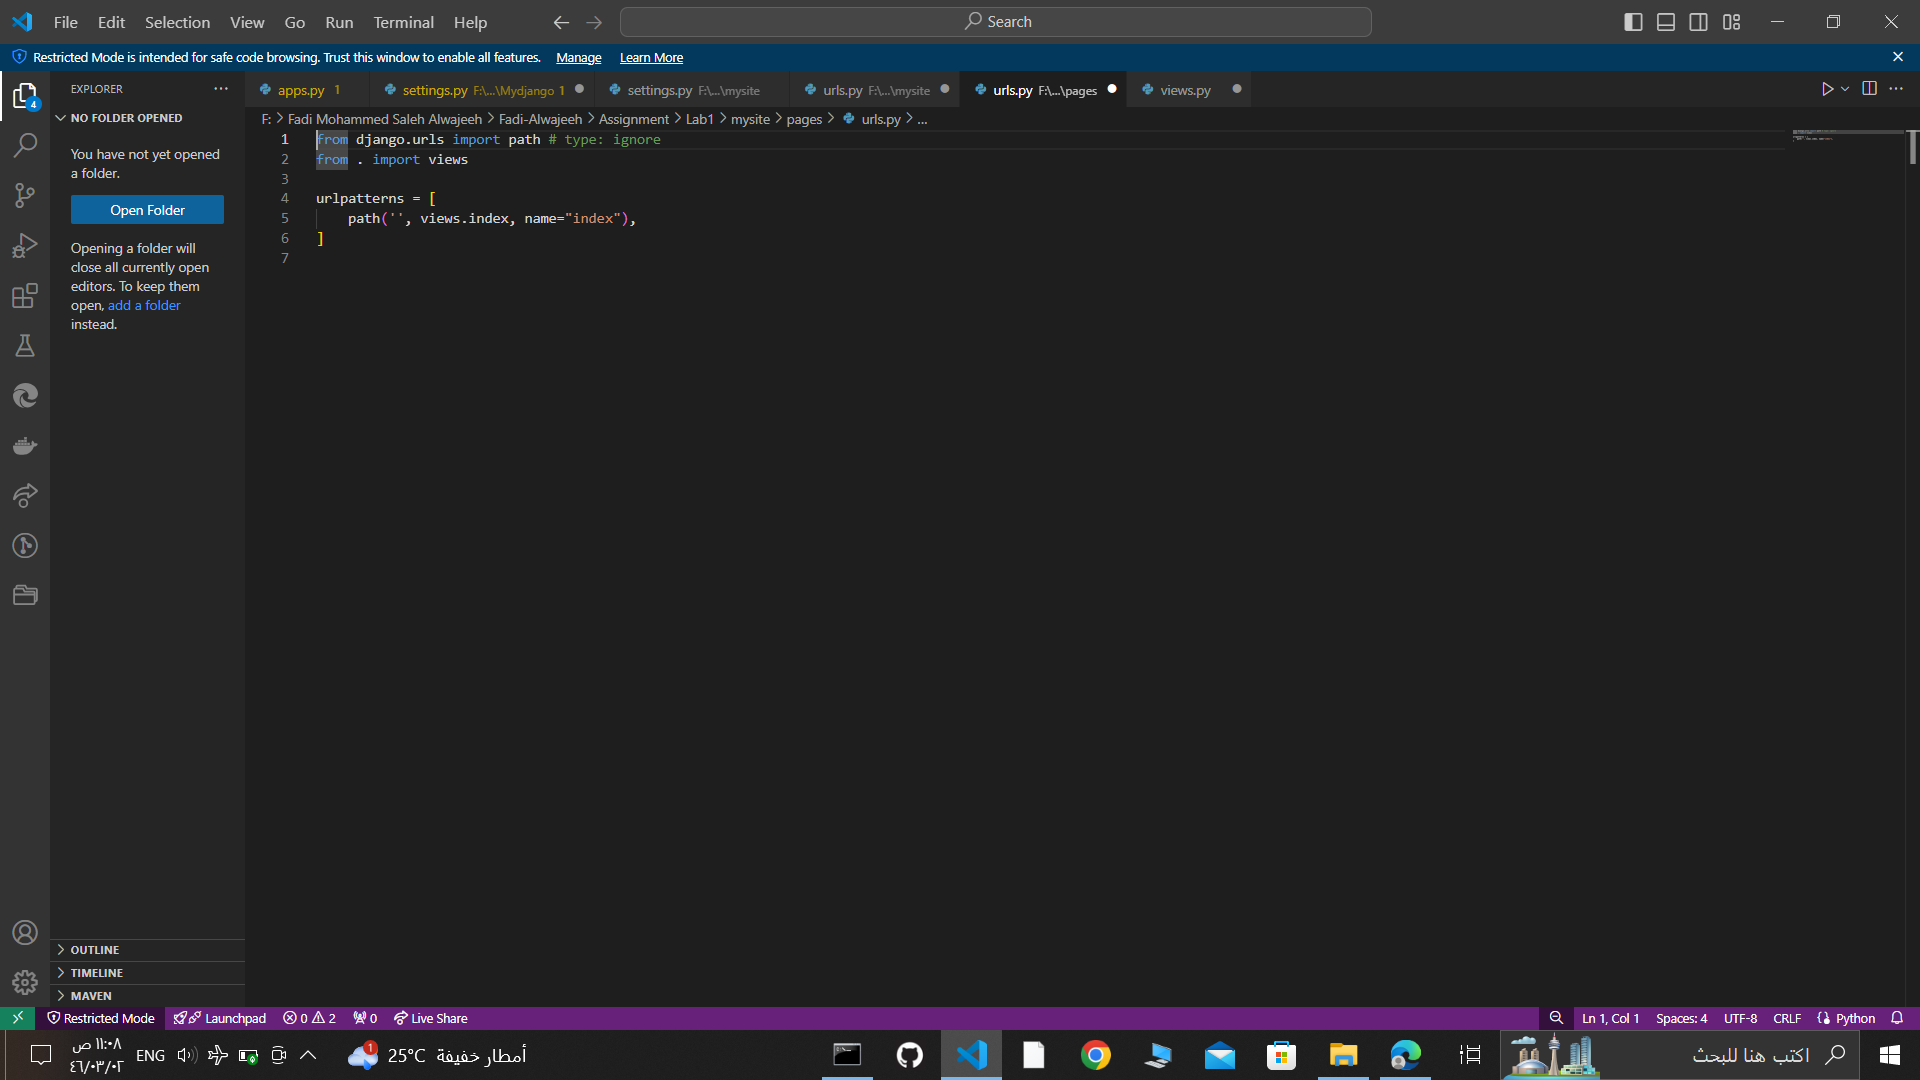 File Edit Selection View Go Run Terminal Help
Search
Restricted Mode is intended for safe code browsing. Trust this window to enable all features. Manage Learn More
EXPLORER
apps.py 1
settings.py F:\...\Mydjango 1
settings.py F:\...\mysite
urls.py F:\...\mysite
urls.py F:\...\pages
views.py
NO FOLDER OPENED
F: > Fadi Mohammed Saleh Alwajeeh > Fadi-Alwajeeh > Assignment > Lab1 > mysite > pages > urls.py > ...
You have not yet opened
a folder.
Open Folder
Opening a folder will
close all currently open
editors. To keep them
open, add a folder
instead.
1 from django.urls import path # type: ignore
2 from . import views
3
4 urlpatterns = [
5     path('', views.index, name="index"),
6 ]
7
OUTLINE
TIMELINE
MAVEN
4
Restricted Mode Launchpad 0 2 0 Live Share
Ln 1, Col 1 Spaces: 4 UTF-8 CRLF Python
١١:٠٨ ص
٤٦/٠٣/٠٢
ENG
1
25°C أمطار خفيفة
اكتب هنا للبحث